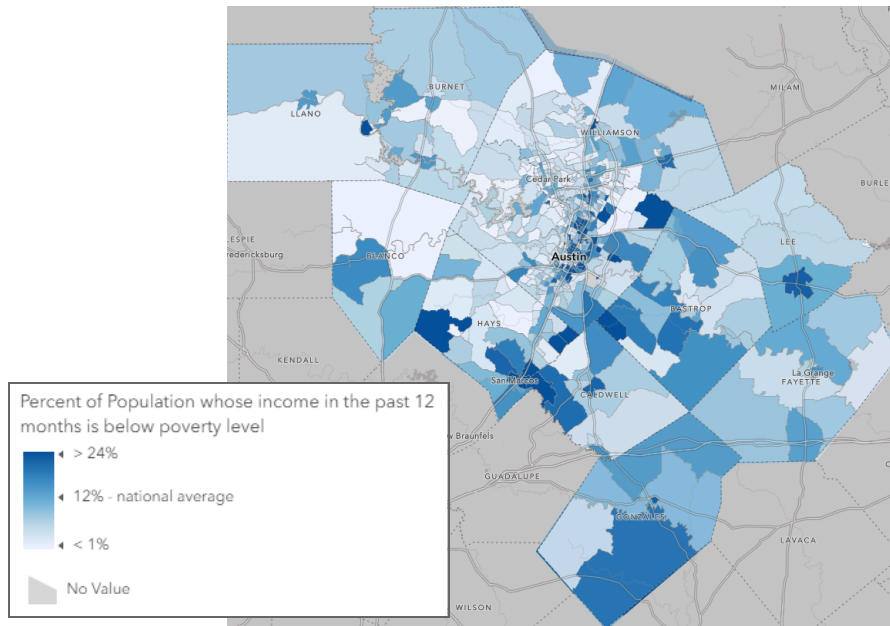 MILAM
BURNET
LLANO
WILLIAMSON
Cedar Park
BURLE
LEE
LESPIE
redericksburg
BLANCO
Austin
BASTROP
HAYS
KENDALL
La Grange
FAYETTE
San Marcos
CALDWELL
w Braunfels
GUADALUPE
GONZALES
LAVACA
WILSON
Percent of Population whose income in the past 12
months is below poverty level
> 24%
12% - national average
< 1%
No Value